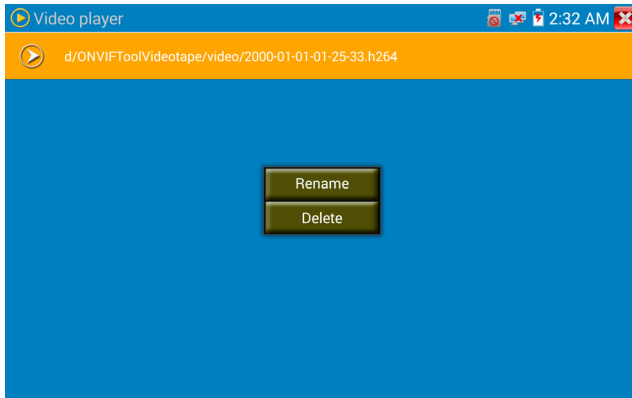 Video player
2:32 AM
d/ONVIFToolVideotape/video/2000-01-01-01-25-33.h264
Rename
Delete